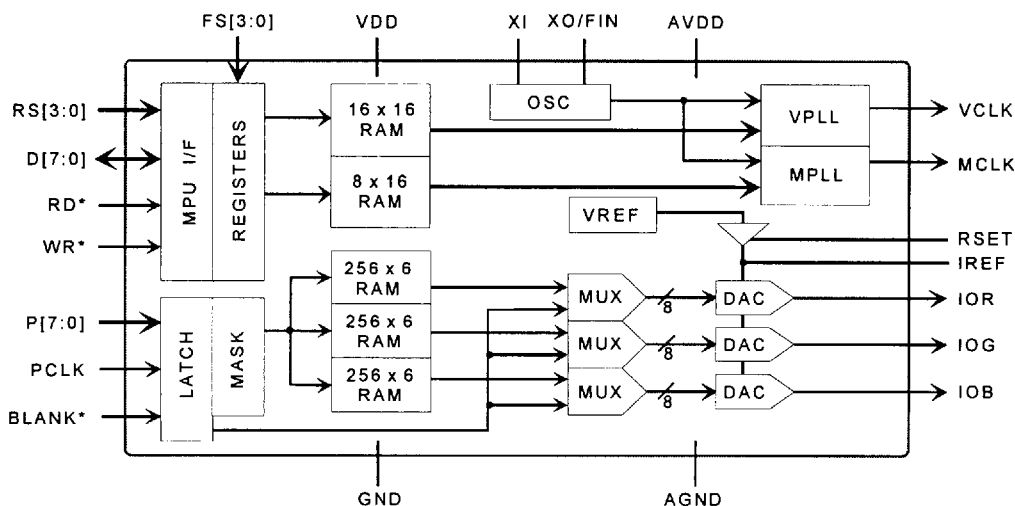 FS[3:0]
VDD
XI
XO/FIN
AVDD
RS[3:0]
D[7:0]
RD*
WR*
MPU I/F
REGISTERS
16 x 16
RAM
8 x 16
RAM
OSC
VPLL
MPLL
VCLK
MCLK
VREF
RSET
IREF
P[7:0]
PCLK
BLANK*
LATCH
MASK
256 x 6
RAM
256 x 6
RAM
256 x 6
RAM
MUX
8
DAC
IOR
MUX
8
DAC
IOG
MUX
8
DAC
IOB
GND
AGND